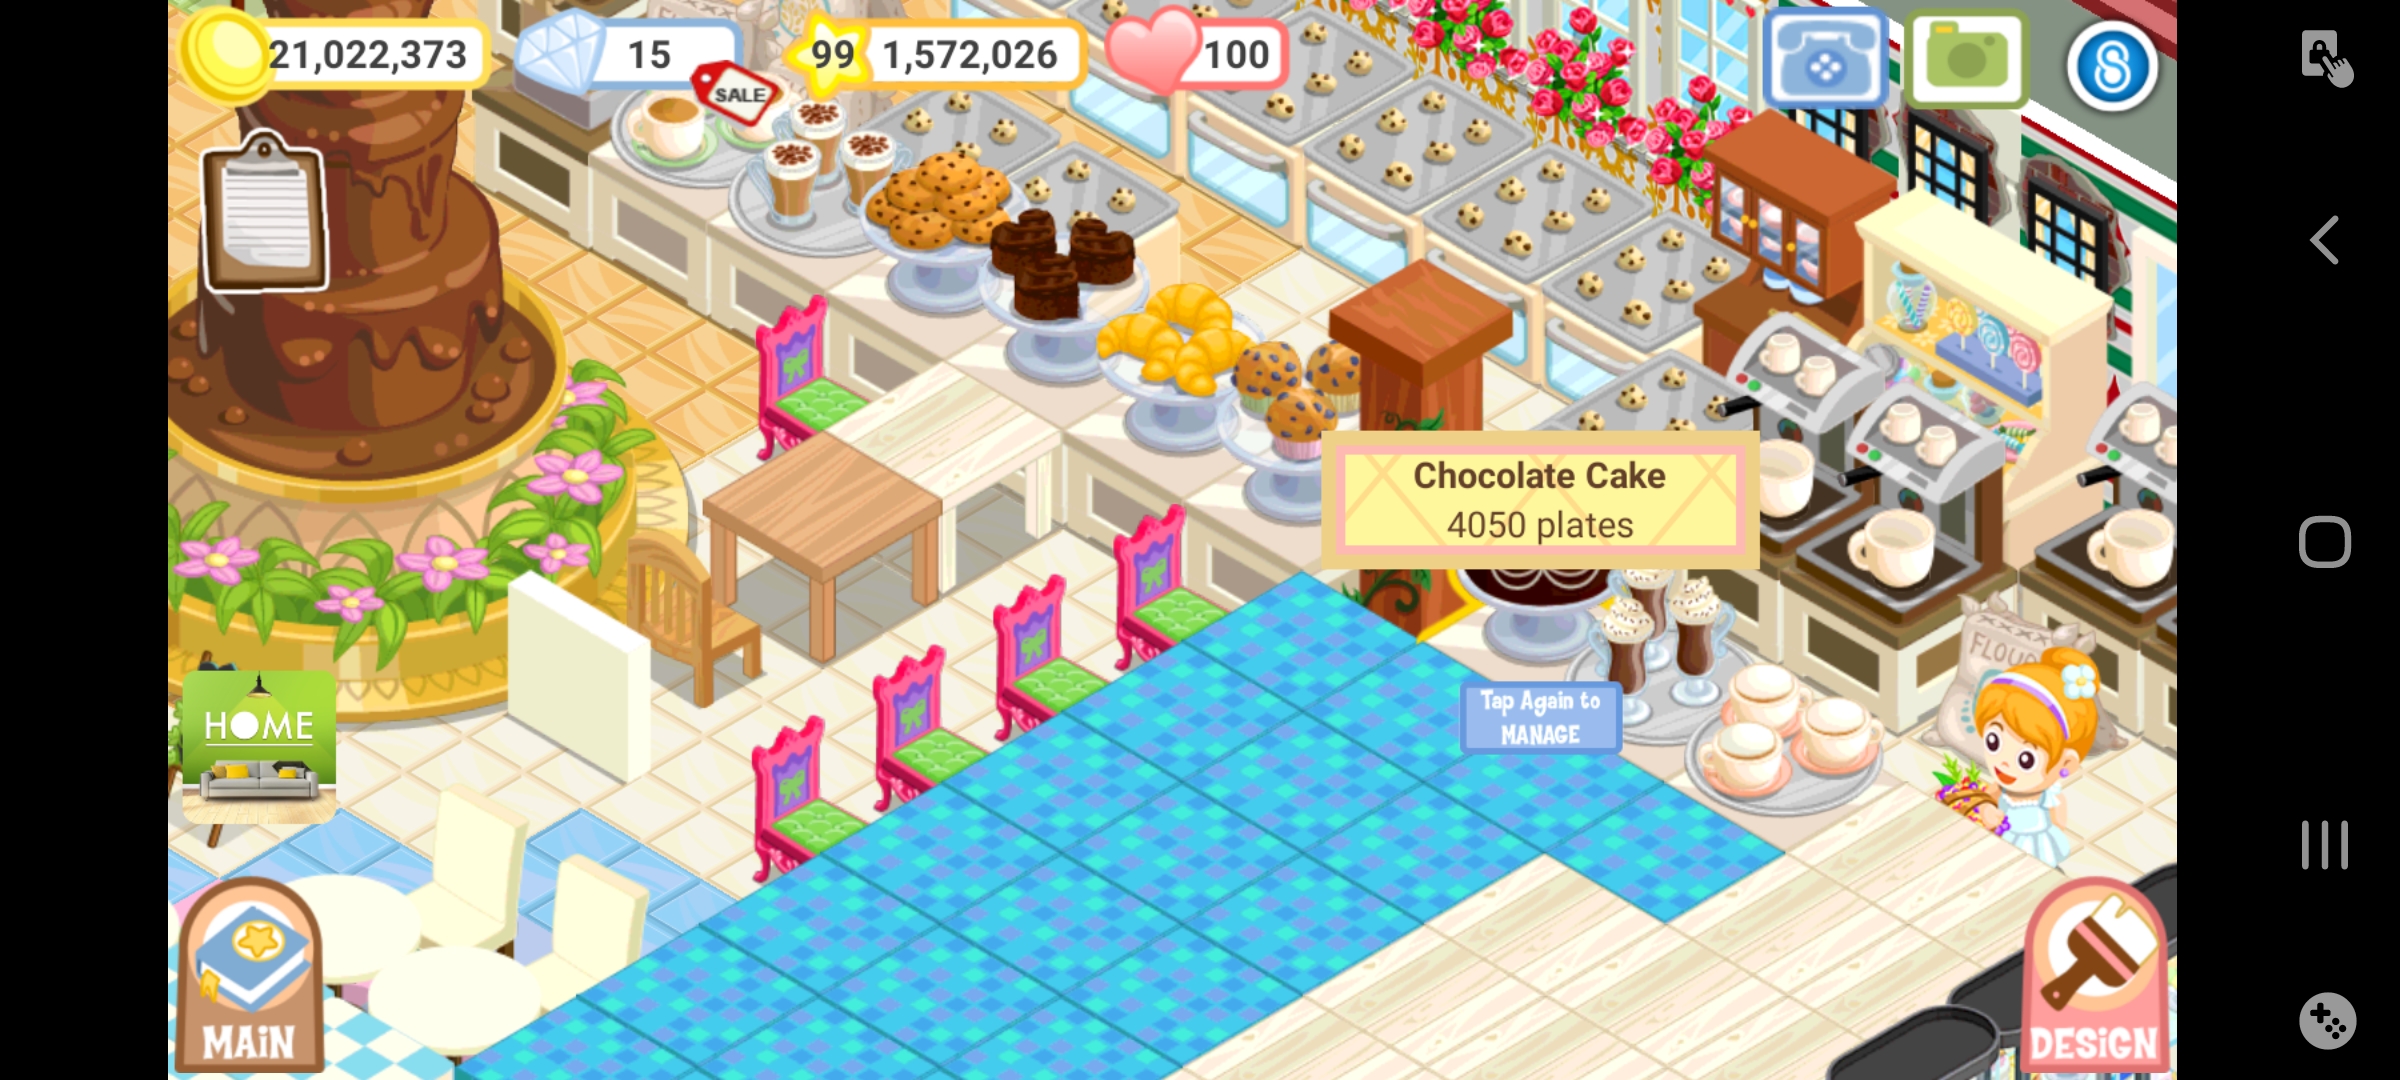 21,022,373
15
SALE
99
1,572,026
100
Chocolate Cake
4050 plates
Tap Again to
MANAGE
FLOUR
HOME
MAiN
DESiGN